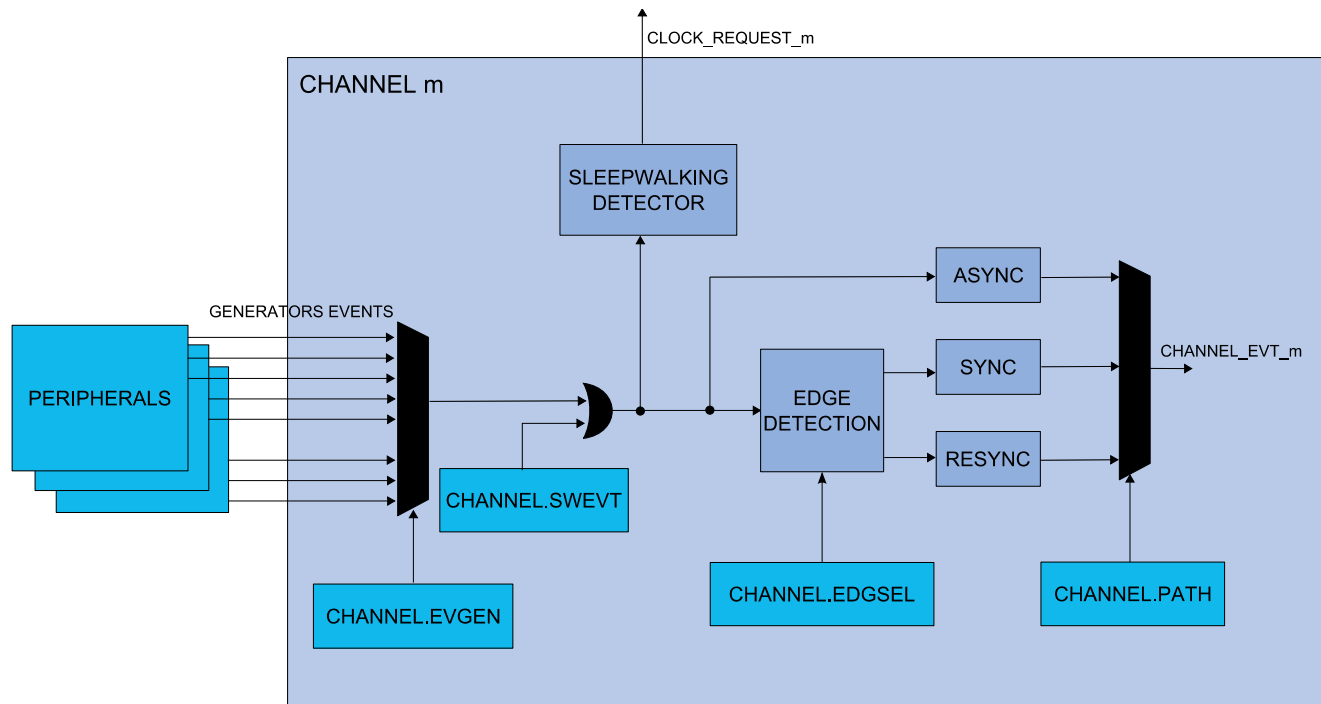 CLOCK_REQUEST_m
CHANNEL m
SLEEPWALKING
DETECTOR
ASYNC
GENERATORS EVENTS
PERIPHERALS
SYNC
CHANNEL_EVT_m
EDGE
DETECTION
RESYNC
CHANNEL.SWEVT
CHANNEL.EVGEN
CHANNEL.EDGSEL
CHANNEL.PATH